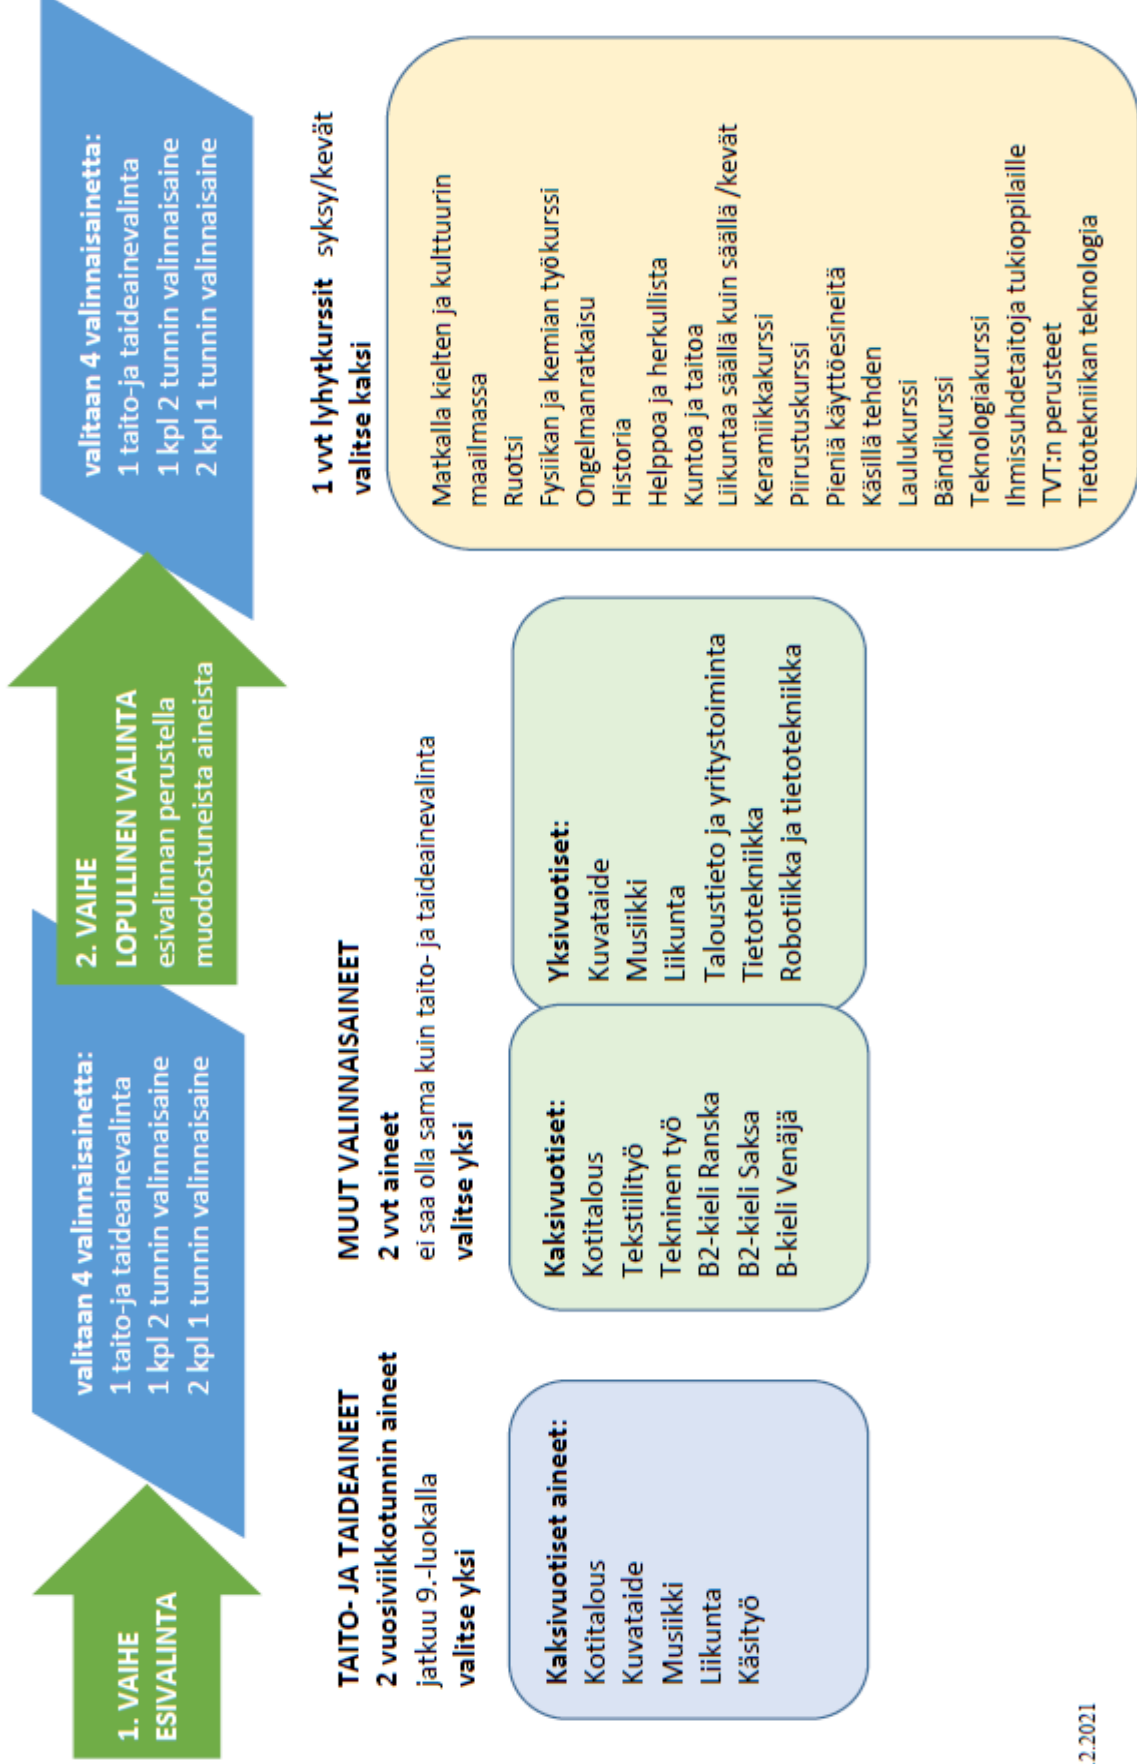 1. VAIHE
ESIVALINTA
valitaan 4 valinnaisainetta:
1 taito-ja taideainevalinta
1 kpl 2 tunnin valinnaisaine
2 kpl 1 tunnin valinnaisaine
2. VAIHE
LOPULLINEN VALINTA
esivalinnan perustella
muodostuneista aineista
valitaan 4 valinnaisainetta:
1 taito-ja taideainevalinta
1 kpl 2 tunnin valinnaisaine
2 kpl 1 tunnin valinnaisaine
TAITO- JA TAIDEAINEET
2 vuosiviikkotunnin aineet
jatkuu 9.-luokalla
valitse yksi
Kaksivuotiset aineet:
Kotitalous
Kuvataide
Musiikki
Liikunta
Käsityö
MUUT VALINNAISAINEET
2 vvt aineet
ei saa olla sama kuin taito- ja taideainevalinta
valitse yksi
Kaksivuotiset:
Kotitalous
Tekstiilityö
Tekninen työ
B2-kieli Ranska
B2-kieli Saksa
B-kieli Venäjä
Yksivuotiset:
Kuvataide
Musiikki
Liikunta
Taloustieto ja yritystoiminta
Tietotekniikka
Robotiikka ja tietotekniikka
1 vvt lyhytkurssit syksy/kevät
valitse kaksi
Matkalla kielten ja kulttuurin
maailmassa
Ruotsi
Fysiikan ja kemian työkurssi
Ongelmanratkaisu
Historia
Helppoa ja herkullista
Kuntoa ja taitoa
Liikuntaa säällä kuin säällä /kevät
Keramiikkakurssi
Piirustuskurssi
Pieniä käyttöesineitä
Käsillä tehden
Laulukurssi
Bändikurssi
Teknologiakurssi
Ihmissuhdetaitoja tukioppilaille
TVT:n perusteet
Tietotekniikan teknologia
2.2021